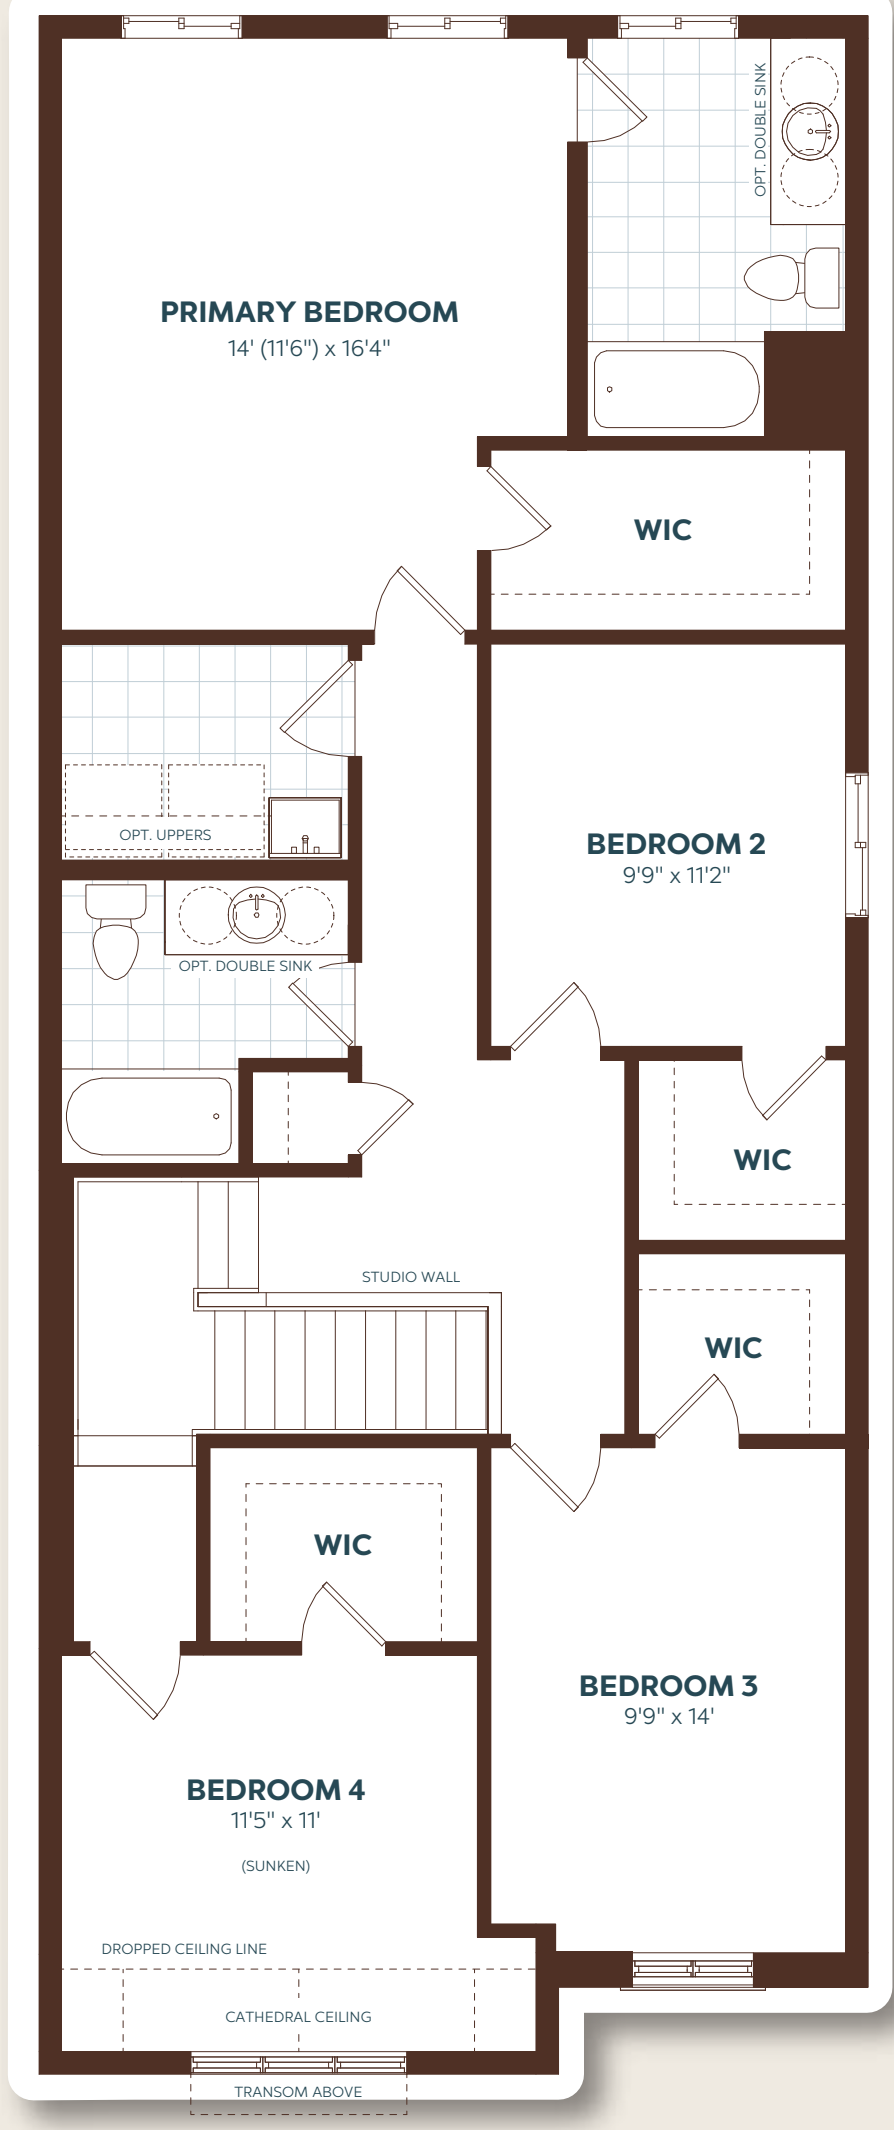 OPT. DOUBLE SINK
PRIMARY BEDROOM
14' (11'6") x 16'4"
WIC
OPT. UPPERS
BEDROOM 2
9'9" x 11'2"
OPT. DOUBLE SINK
WIC
STUDIO WALL
WIC
WIC
BEDROOM 3
9'9" x 14'
BEDROOM 4
11'5" x 11'
(SUNKEN)
DROPPED CEILING LINE
CATHEDRAL CEILING
TRANSOM ABOVE